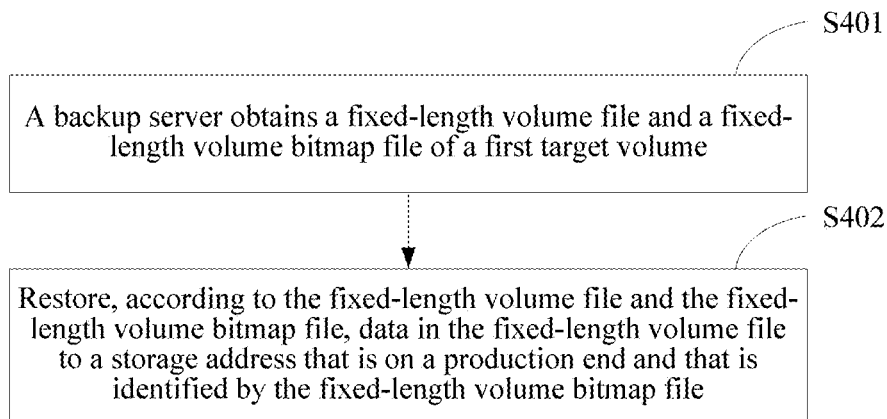 S401
A backup server obtains a fixed-length volume file and a fixed-
length volume bitmap file of a first target volume
S402
Restore, according to the fixed-length volume file and the fixed-
length volume bitmap file, data in the fixed-length volume file
to a storage address that is on a production end and that is
identified by the fixed-length volume bitmap file